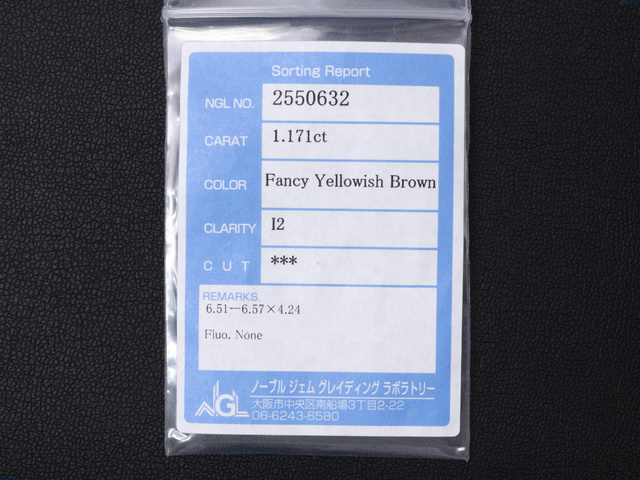 Sorting Report
NGL NO. 2550632
CARAT 1.171ct
COLOR Fancy Yellowish Brown
CLARITY I2
CUT ***
REMARKS.
6.51－6.57×4.24
Fluo. None
NGL
ノーブル ジェム グレイディング ラボラトリー
大阪市中央区南船場3丁目2-22
06-6243-6580